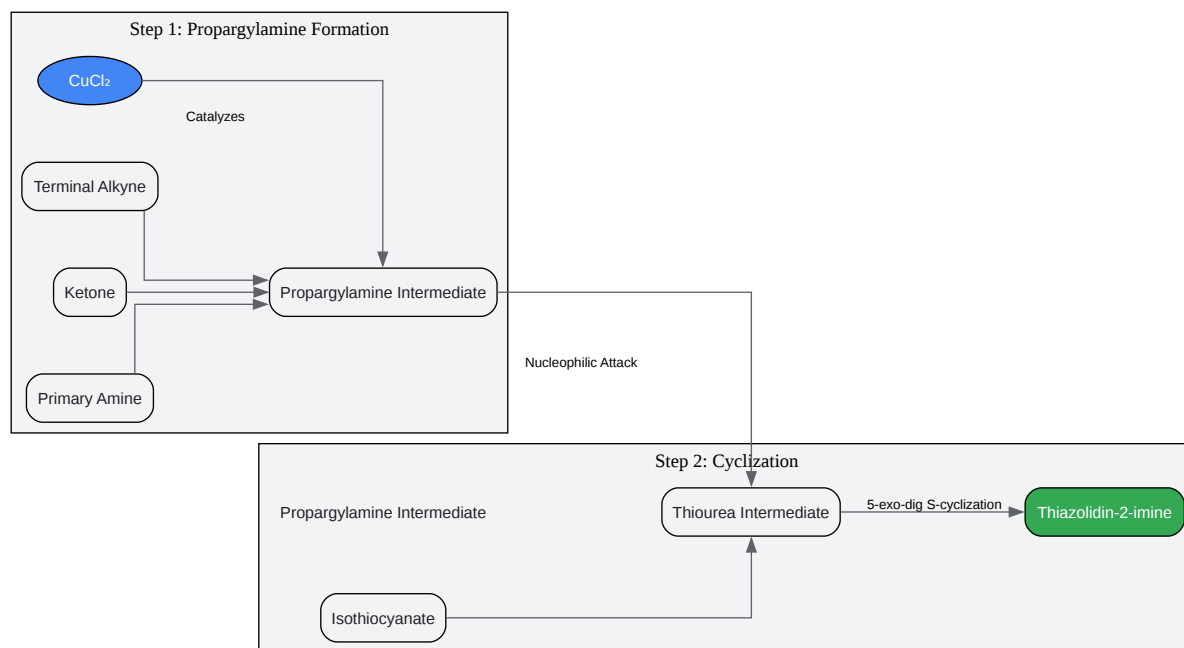 Step 1: Propargylamine Formation
CuCl₂
Catalyzes
Terminal Alkyne
Ketone
Propargylamine Intermediate
Primary Amine
Nucleophilic Attack
Step 2: Cyclization
Propargylamine Intermediate
Thiourea Intermediate
5-exo-dig S-cyclization
Thiazolidin-2-imine
Isothiocyanate